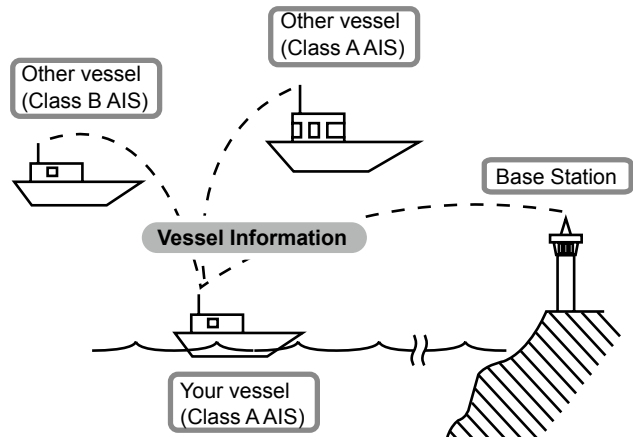 Other vessel
(Class A AIS)
Other vessel
(Class B AIS)
Base Station
Vessel Information
Your vessel
(Class A AIS)